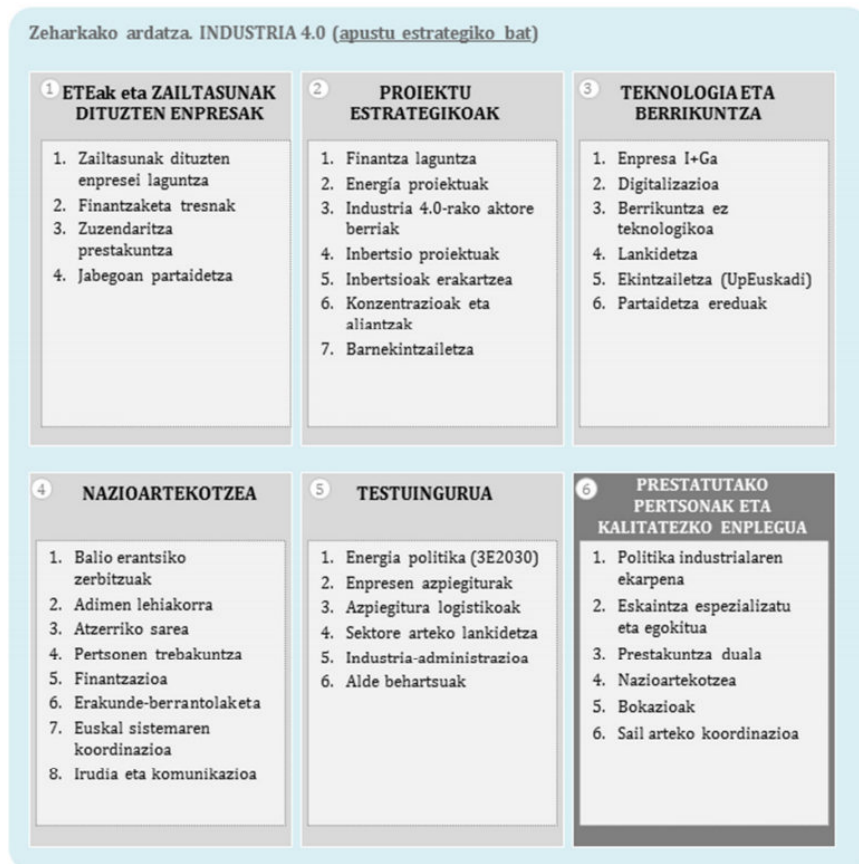 Zeharkako ardatza. INDUSTRIA 4.0 (apustu estrategiko bat)
1 ETEak eta ZAILTASUNAK
DITUZTEN ENPRESAK
1. Zailtasunak dituzten
enpresei laguntza
2. Finantzaketa tresnak
3. Zuzendaritza
prestakuntza
4. Jabegoan partaidetza
2 PROIEKTU
ESTRATEGIKOAK
1. Finantza laguntza
2. Energía proiektuak
3. Industria 4.0-rako aktore
berriak
4. Inbertsio proiektuak
5. Inbertsioak erakartzea
6. Konzentrazioak eta
aliantzak
7. Barnekintzailetza
3 TEKNOLOGIA ETA
BERRIKUNTZA
1. Enpresa I+Ga
2. Digitalizazioa
3. Berrikuntza ez
teknologikoa
4. Lankidetza
5. Ekintzailetza (UpEuskadi)
6. Partaidetza ereduak
4 NAZIOARTEKOTZEA
1. Balio erantsiko
zerbitzuak
2. Adimen lehiakorra
3. Atzerriko sarea
4. Pertsonen trebakuntza
5. Finantzazioa
6. Erakunde-berrantolaketa
7. Euskal sistemaren
koordinazioa
8. Irudia eta komunikazioa
5 TESTUINGURUA
1. Energia politika (3E2030)
2. Enpresen azpiegiturak
3. Azpiegitura logistikoak
4. Sektore arteko lankidetza
5. Industria-administrazioa
6. Alde behartsuak
6 PRESTATUTAKO
PERTSONAK ETA
KALITATEZKO ENPLEGUA
1. Politika industrialaren
ekarpena
2. Eskaintza espezializatu
eta egokitua
3. Prestakuntza duala
4. Nazioartekotzea
5. Bokazioak
6. Sail arteko koordinazioa